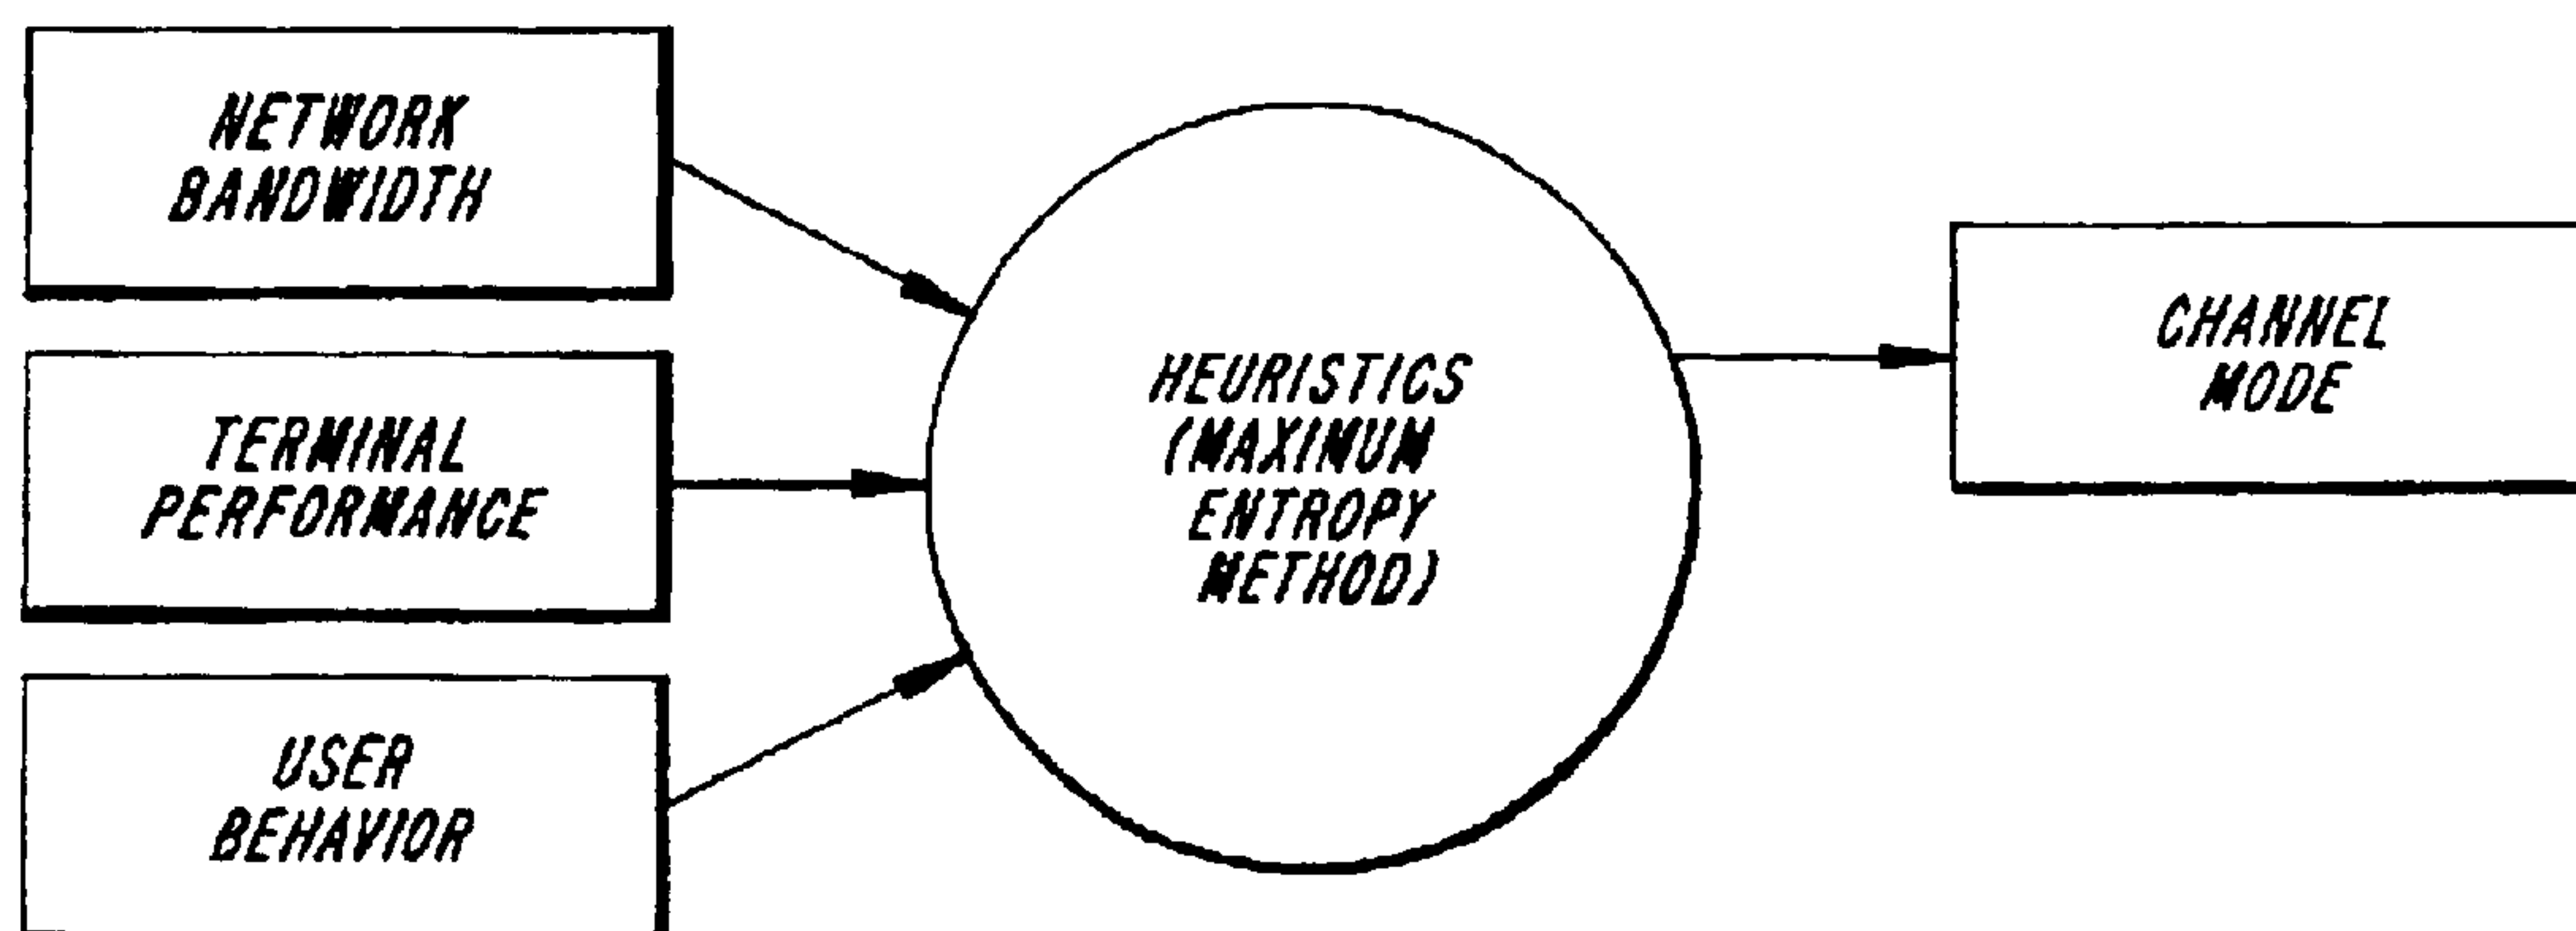 NETWORK
BANDWIDTH
TERMINAL
PERFORMANCE
USER
BEHAVIOR
HEURISTICS
(MAXIMUM
ENTROPY
METHOD)
CHANNEL
MODE